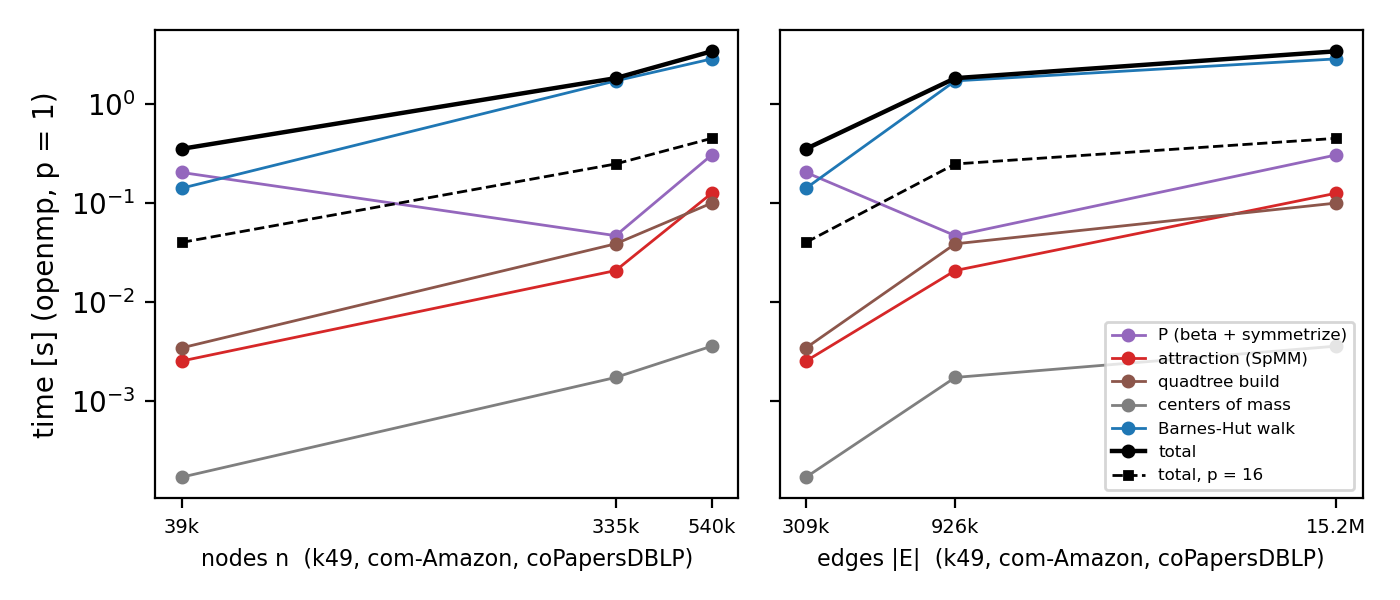 time [s] (openmp, p = 1)
10⁰
10⁻¹
10⁻²
10⁻³
39k
335k
540k
nodes n (k49, com-Amazon, coPapersDBLP)
P (beta + symmetrize)
attraction (SpMM)
quadtree build
centers of mass
Barnes-Hut walk
total
total, p = 16
309k
926k
15.2M
edges |E| (k49, com-Amazon, coPapersDBLP)